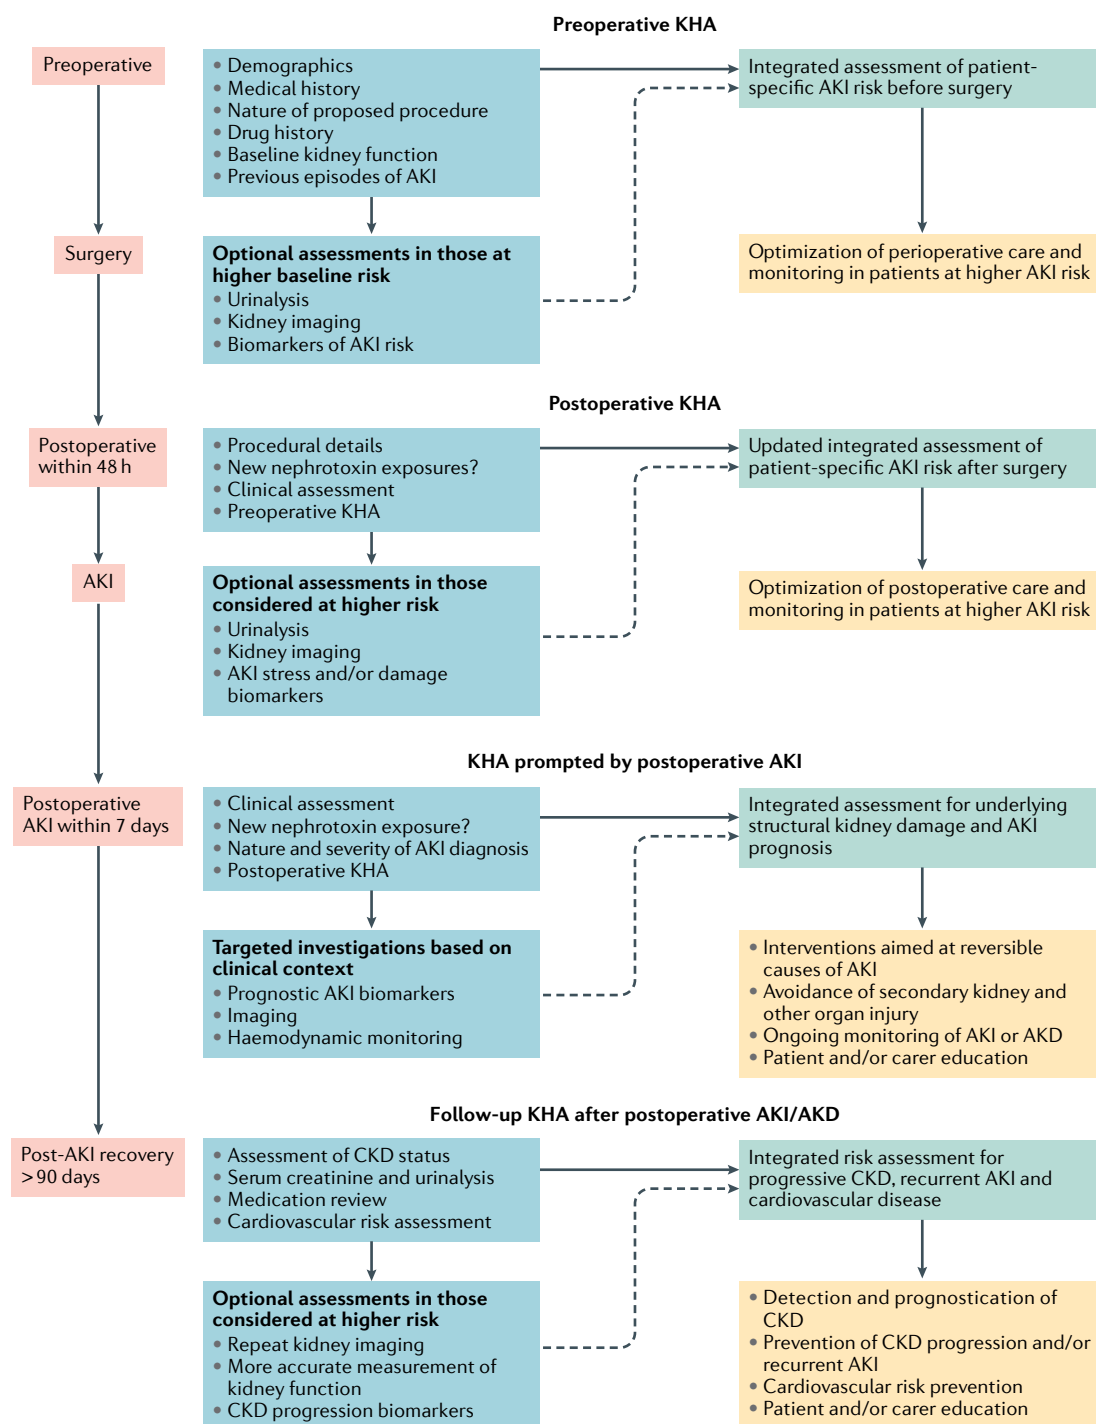 Preoperative KHA
Preoperative
• Demographics
• Medical history
• Nature of proposed procedure
• Drug history
• Baseline kidney function
• Previous episodes of AKI
Integrated assessment of patient-
specific AKI risk before surgery
Surgery
Optional assessments in those at
higher baseline risk
• Urinalysis
• Kidney imaging
• Biomarkers of AKI risk
Optimization of perioperative care and
monitoring in patients at higher AKI risk
Postoperative KHA
Postoperative
within 48 h
• Procedural details
• New nephrotoxin exposures?
• Clinical assessment
• Preoperative KHA
Updated integrated assessment of
patient-specific AKI risk after surgery
AKI
Optional assessments in those
considered at higher risk
• Urinalysis
• Kidney imaging
• AKI stress and/or damage
biomarkers
Optimization of postoperative care and
monitoring in patients at higher AKI risk
KHA prompted by postoperative AKI
Postoperative
AKI within 7 days
• Clinical assessment
• New nephrotoxin exposure?
• Nature and severity of AKI diagnosis
• Postoperative KHA
Integrated assessment for underlying
structural kidney damage and AKI
prognosis
Targeted investigations based on
clinical context
• Prognostic AKI biomarkers
• Imaging
• Haemodynamic monitoring
• Interventions aimed at reversible
causes of AKI
• Avoidance of secondary kidney and
other organ injury
• Ongoing monitoring of AKI or AKD
• Patient and/or carer education
Follow-up KHA after postoperative AKI/AKD
Post-AKI recovery
>90 days
• Assessment of CKD status
• Serum creatinine and urinalysis
• Medication review
• Cardiovascular risk assessment
Integrated risk assessment for
progressive CKD, recurrent AKI and
cardiovascular disease
Optional assessments in those
considered at higher risk
• Repeat kidney imaging
• More accurate measurement of
kidney function
• CKD progression biomarkers
• Detection and prognostication of
CKD
• Prevention of CKD progression and/or
recurrent AKI
• Cardiovascular risk prevention
• Patient and/or carer education